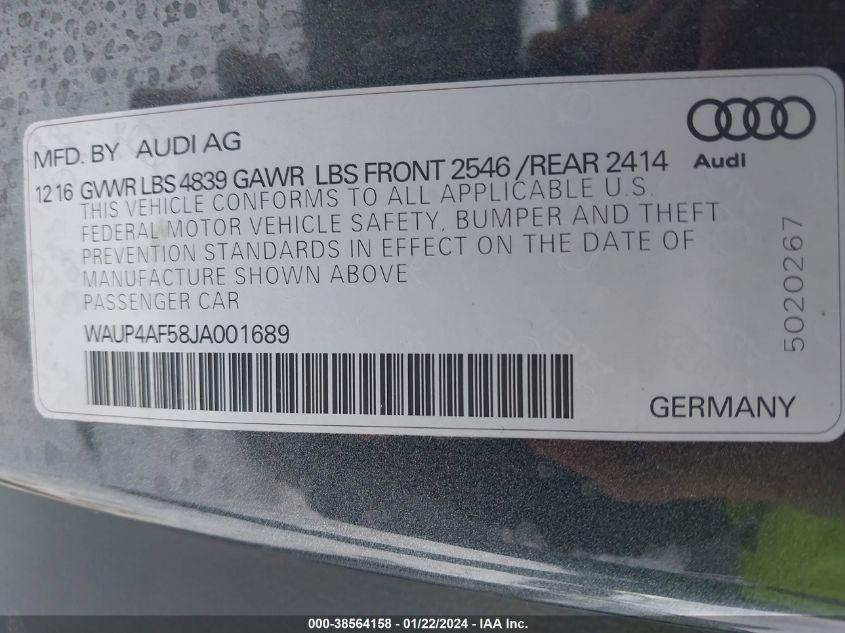 MFD. BY AUDI AG
Audi
12 16 GVWR LBS 4839 GAWR LBS FRONT 2546 /REAR 2414
THIS VEHICLE CONFORMS TO ALL APPLICABLE U.S.
FEDERAL MOTOR VEHICLE SAFETY, BUMPER AND THEFT
PREVENTION STANDARDS IN EFFECT ON THE DATE OF
MANUFACTURE SHOWN ABOVE
PASSENGER CAR
WAUP4AF58JA001689
5020267
GERMANY
000-38564158 - 01/22/2024 - IAA Inc.